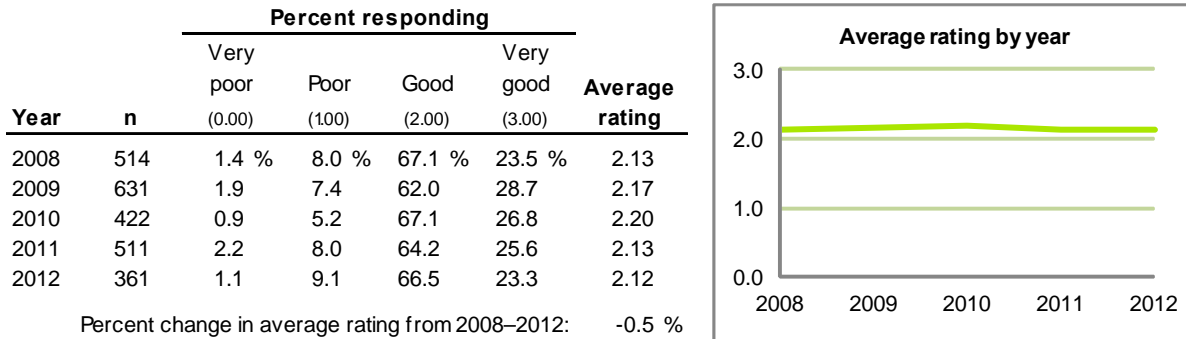 Percent responding
Very Very
poor Poor Good good Average
Year n (0.00) (1.00) (2.00) (3.00) rating
2008 514 1.4 % 8.0 % 67.1 % 23.5 % 2.13
2009 631 1.9 7.4 62.0 28.7 2.17
2010 422 0.9 5.2 67.1 26.8 2.20
2011 511 2.2 8.0 64.2 25.6 2.13
2012 361 1.1 9.1 66.5 23.3 2.12
Percent change in average rating from 2008–2012: -0.5 %
Average rating by year
3.0
2.0
1.0
0.0
2008 2009 2010 2011 2012